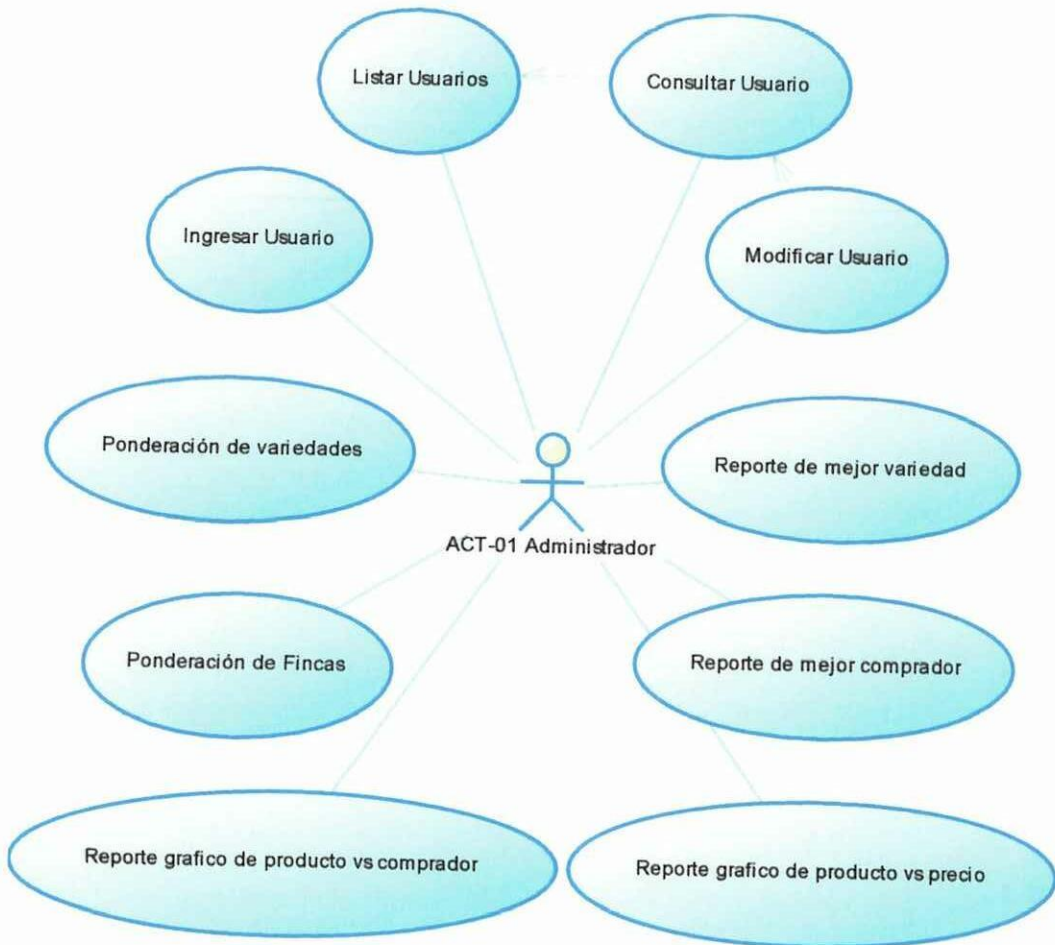 Listar Usuarios
Consultar Usuario
Ingresar Usuario
Modificar Usuario
Ponderación de variedades
Reporte de mejor variedad
ACT-01 Administrador
Ponderación de Fincas
Reporte de mejor comprador
Reporte grafico de producto vs comprador
Reporte grafico de producto vs precio